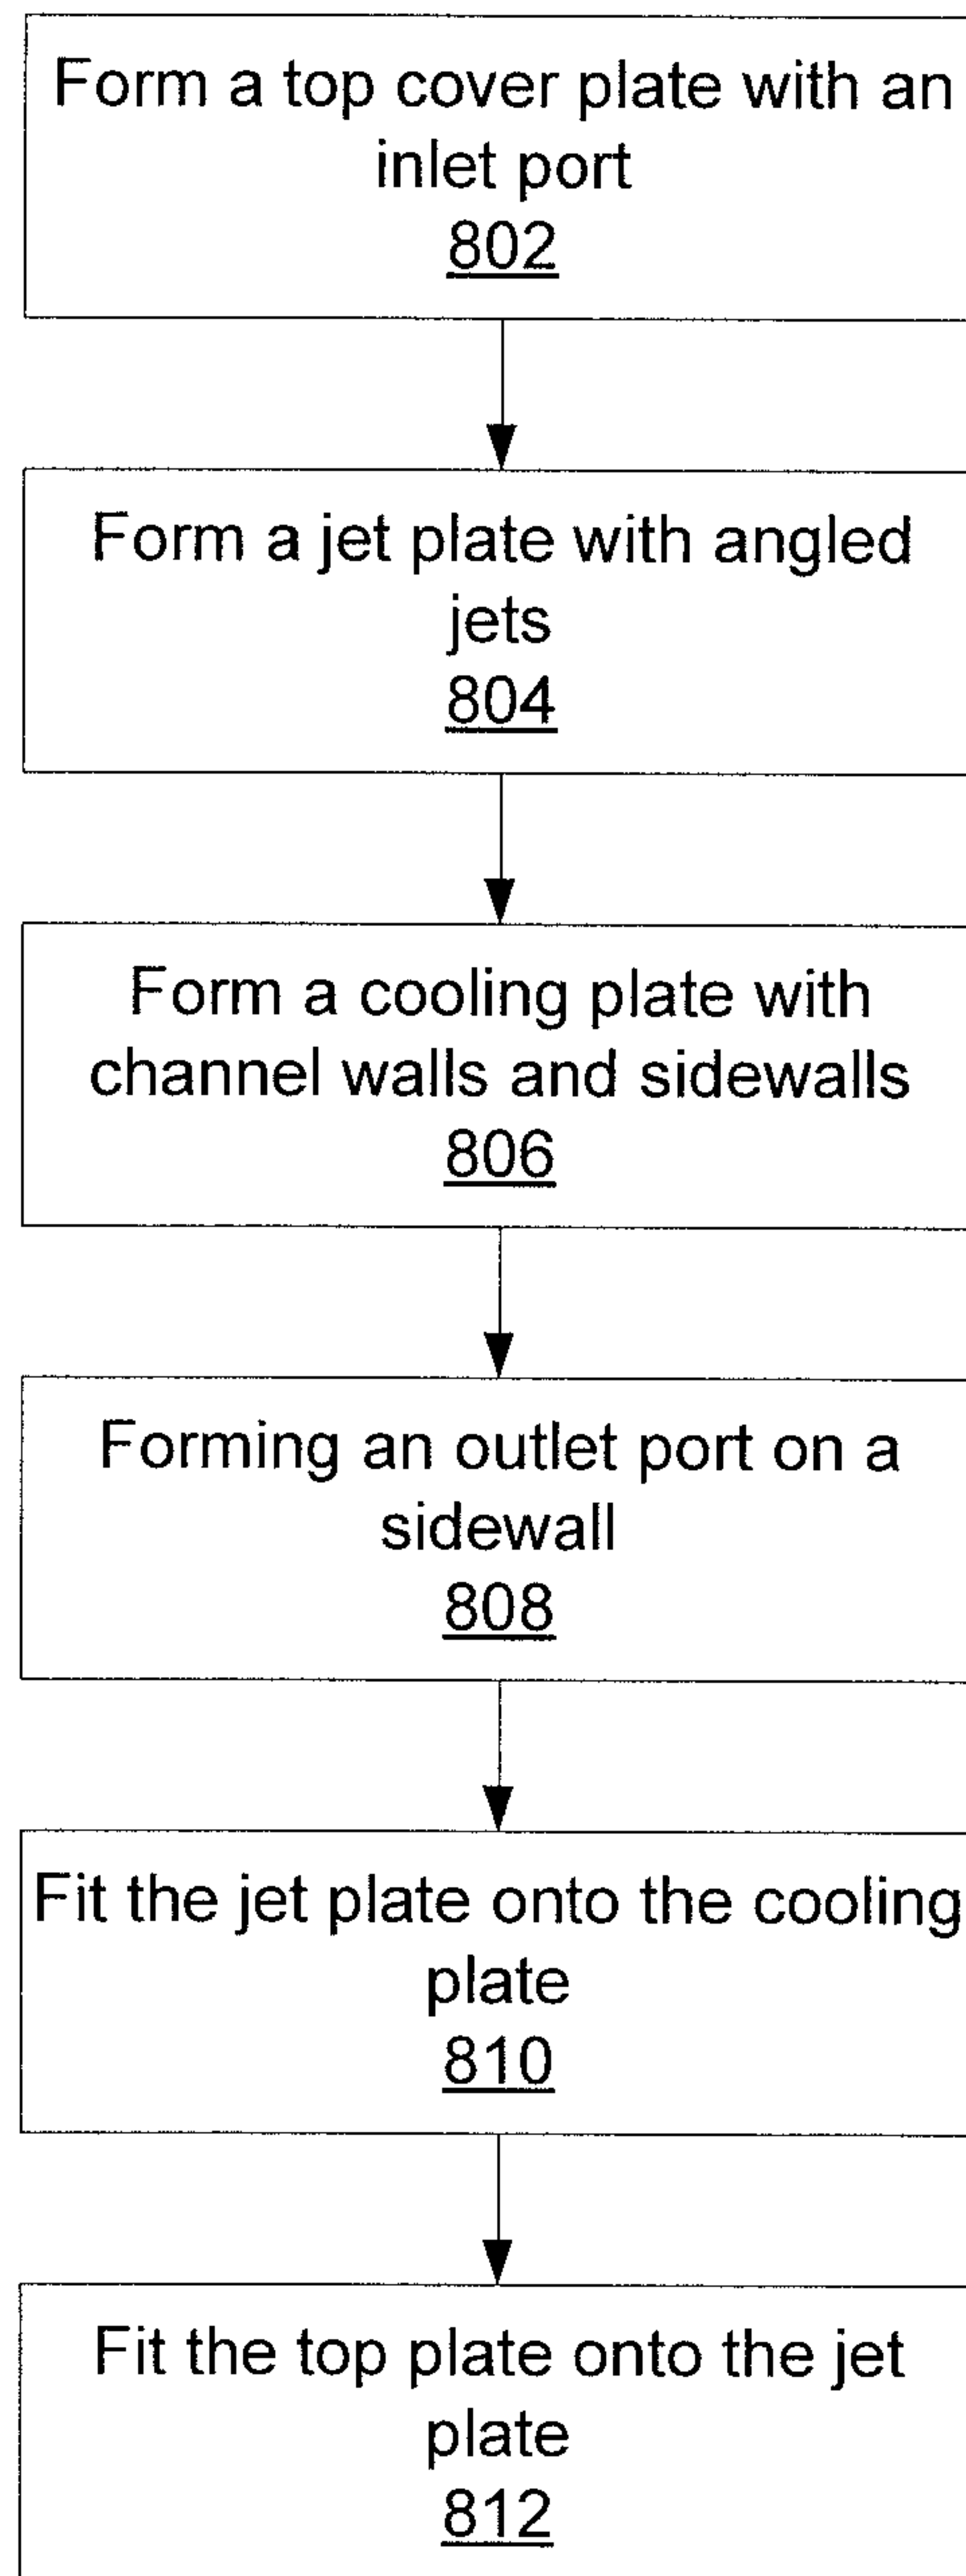 Form a top cover plate with an
inlet port
802
Form a jet plate with angled
jets
804
Form a cooling plate with
channel walls and sidewalls
806
Forming an outlet port on a
sidewall
808
Fit the jet plate onto the cooling
plate
810
Fit the top plate onto the jet
plate
812